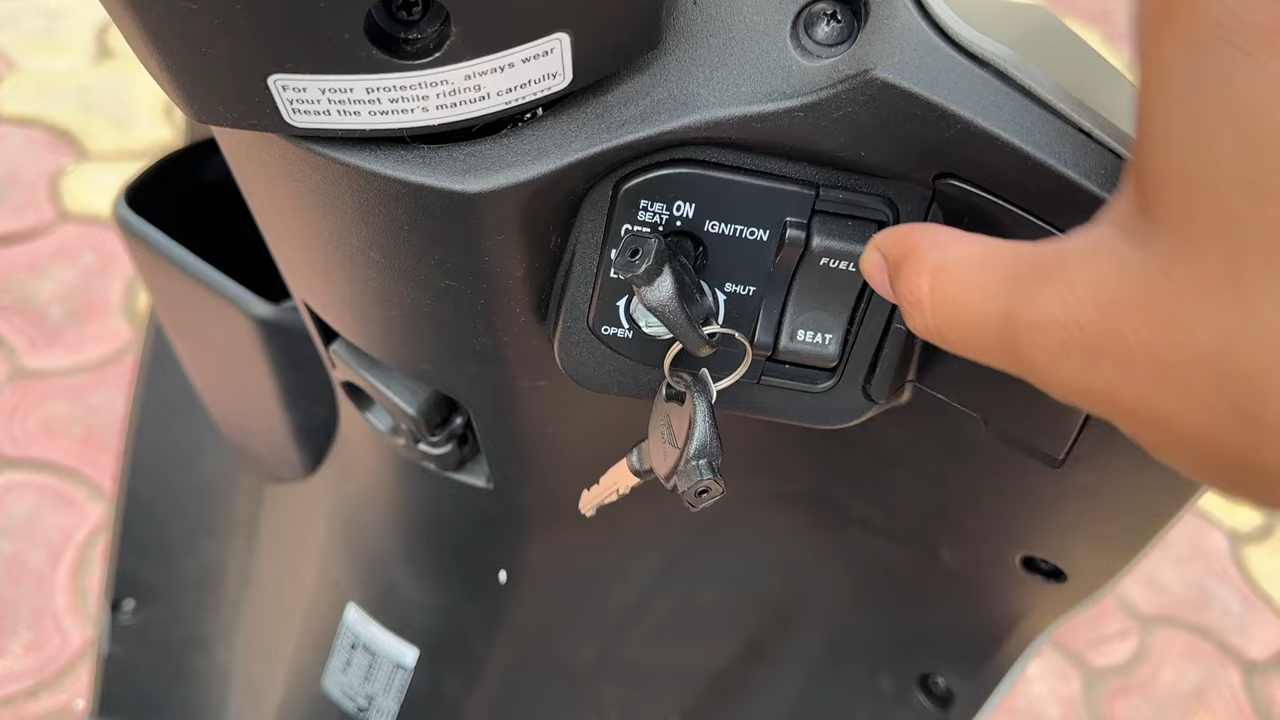 For your protection, always wear
your helmet while riding.
Read the owner's manual carefully.
FUEL
SEAT
ON
IGNITION
SHUT
OPEN
FUEL
SEAT